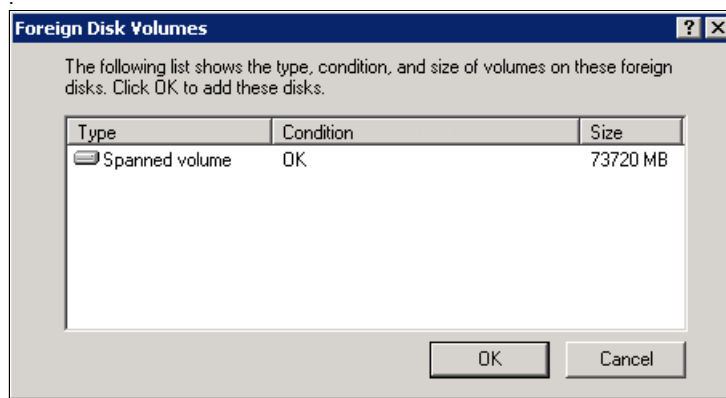 .
Foreign Disk Volumes
The following list shows the type, condition, and size of volumes on these foreign
disks. Click OK to add these disks.
Type Condition Size
Spanned volume OK 73720 MB
OK Cancel